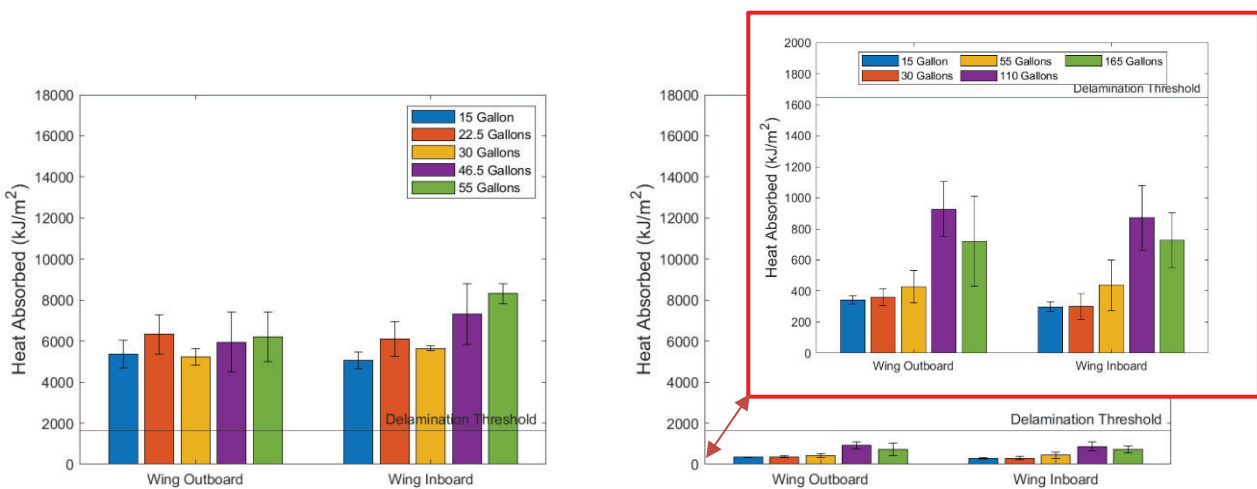 18000
16000
14000
12000
10000
8000
6000
4000
2000
0
Heat Absorbed (kJ/m²)
15 Gallon
22.5 Gallons
30 Gallons
46.5 Gallons
55 Gallons
Delamination Threshold
Wing Outboard
Wing Inboard
18000
16000
14000
12000
10000
8000
6000
4000
2000
0
Heat Absorbed (kJ/m²)
Delamination Threshold
Wing Outboard
Wing Inboard
2000
1800
1600
1400
1200
1000
800
600
400
200
0
Heat Absorbed (kJ/m²)
15 Gallon
30 Gallons
55 Gallons
110 Gallons
165 Gallons
Delamination Threshold
Wing Outboard
Wing Inboard